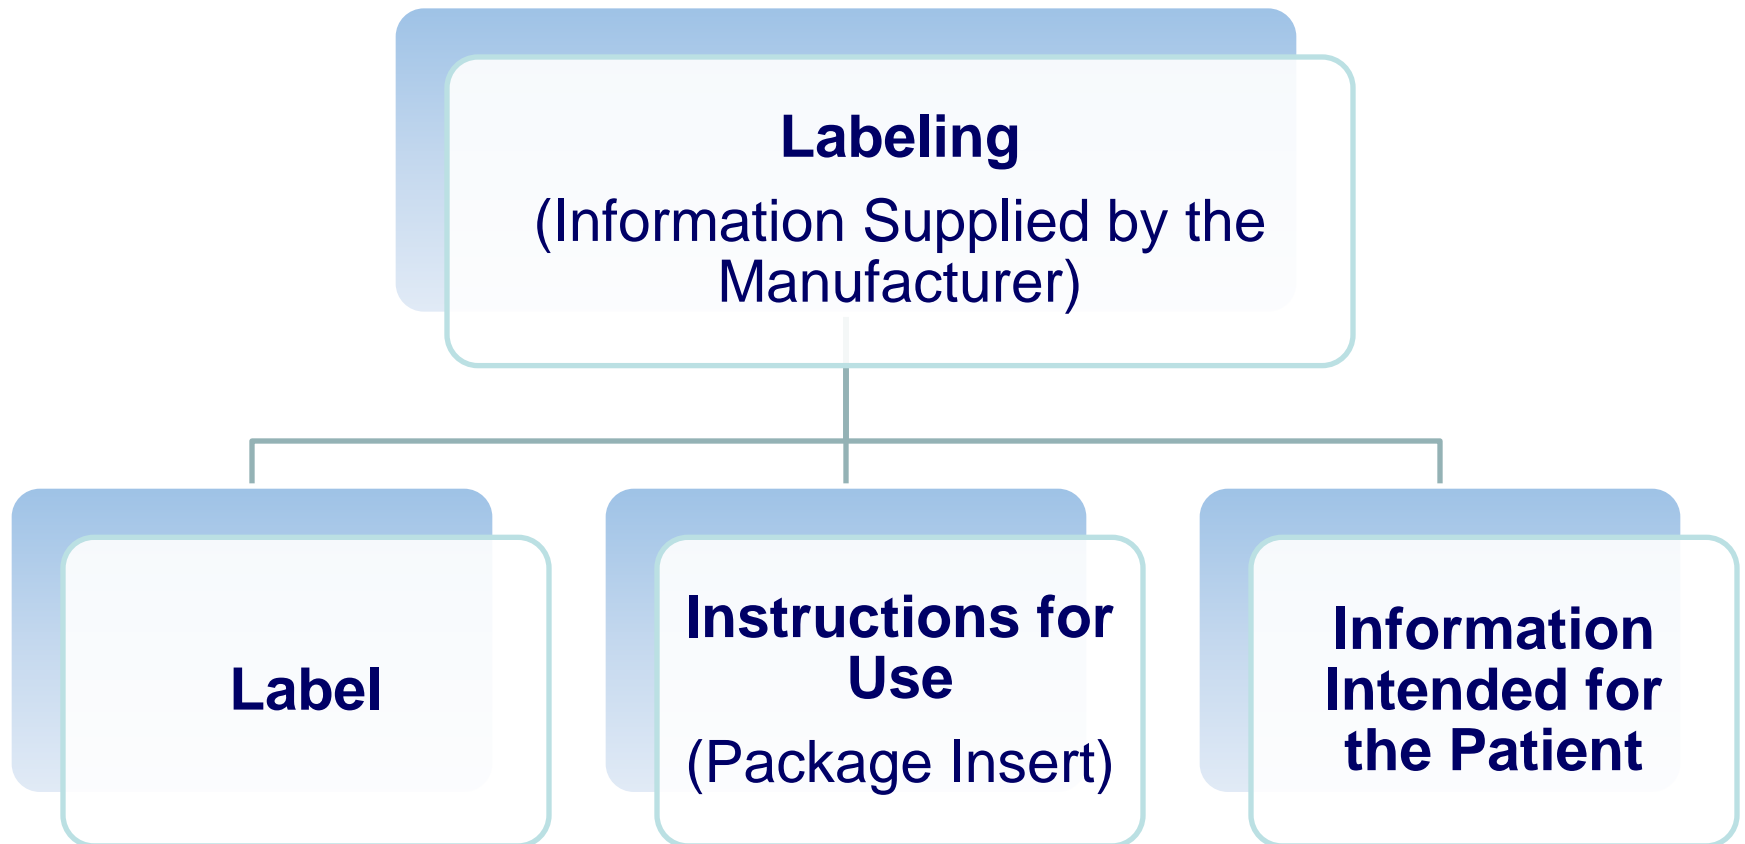 Labeling
(Information Supplied by the
Manufacturer)
Label
Instructions for
Use
(Package Insert)
Information
Intended for
the Patient